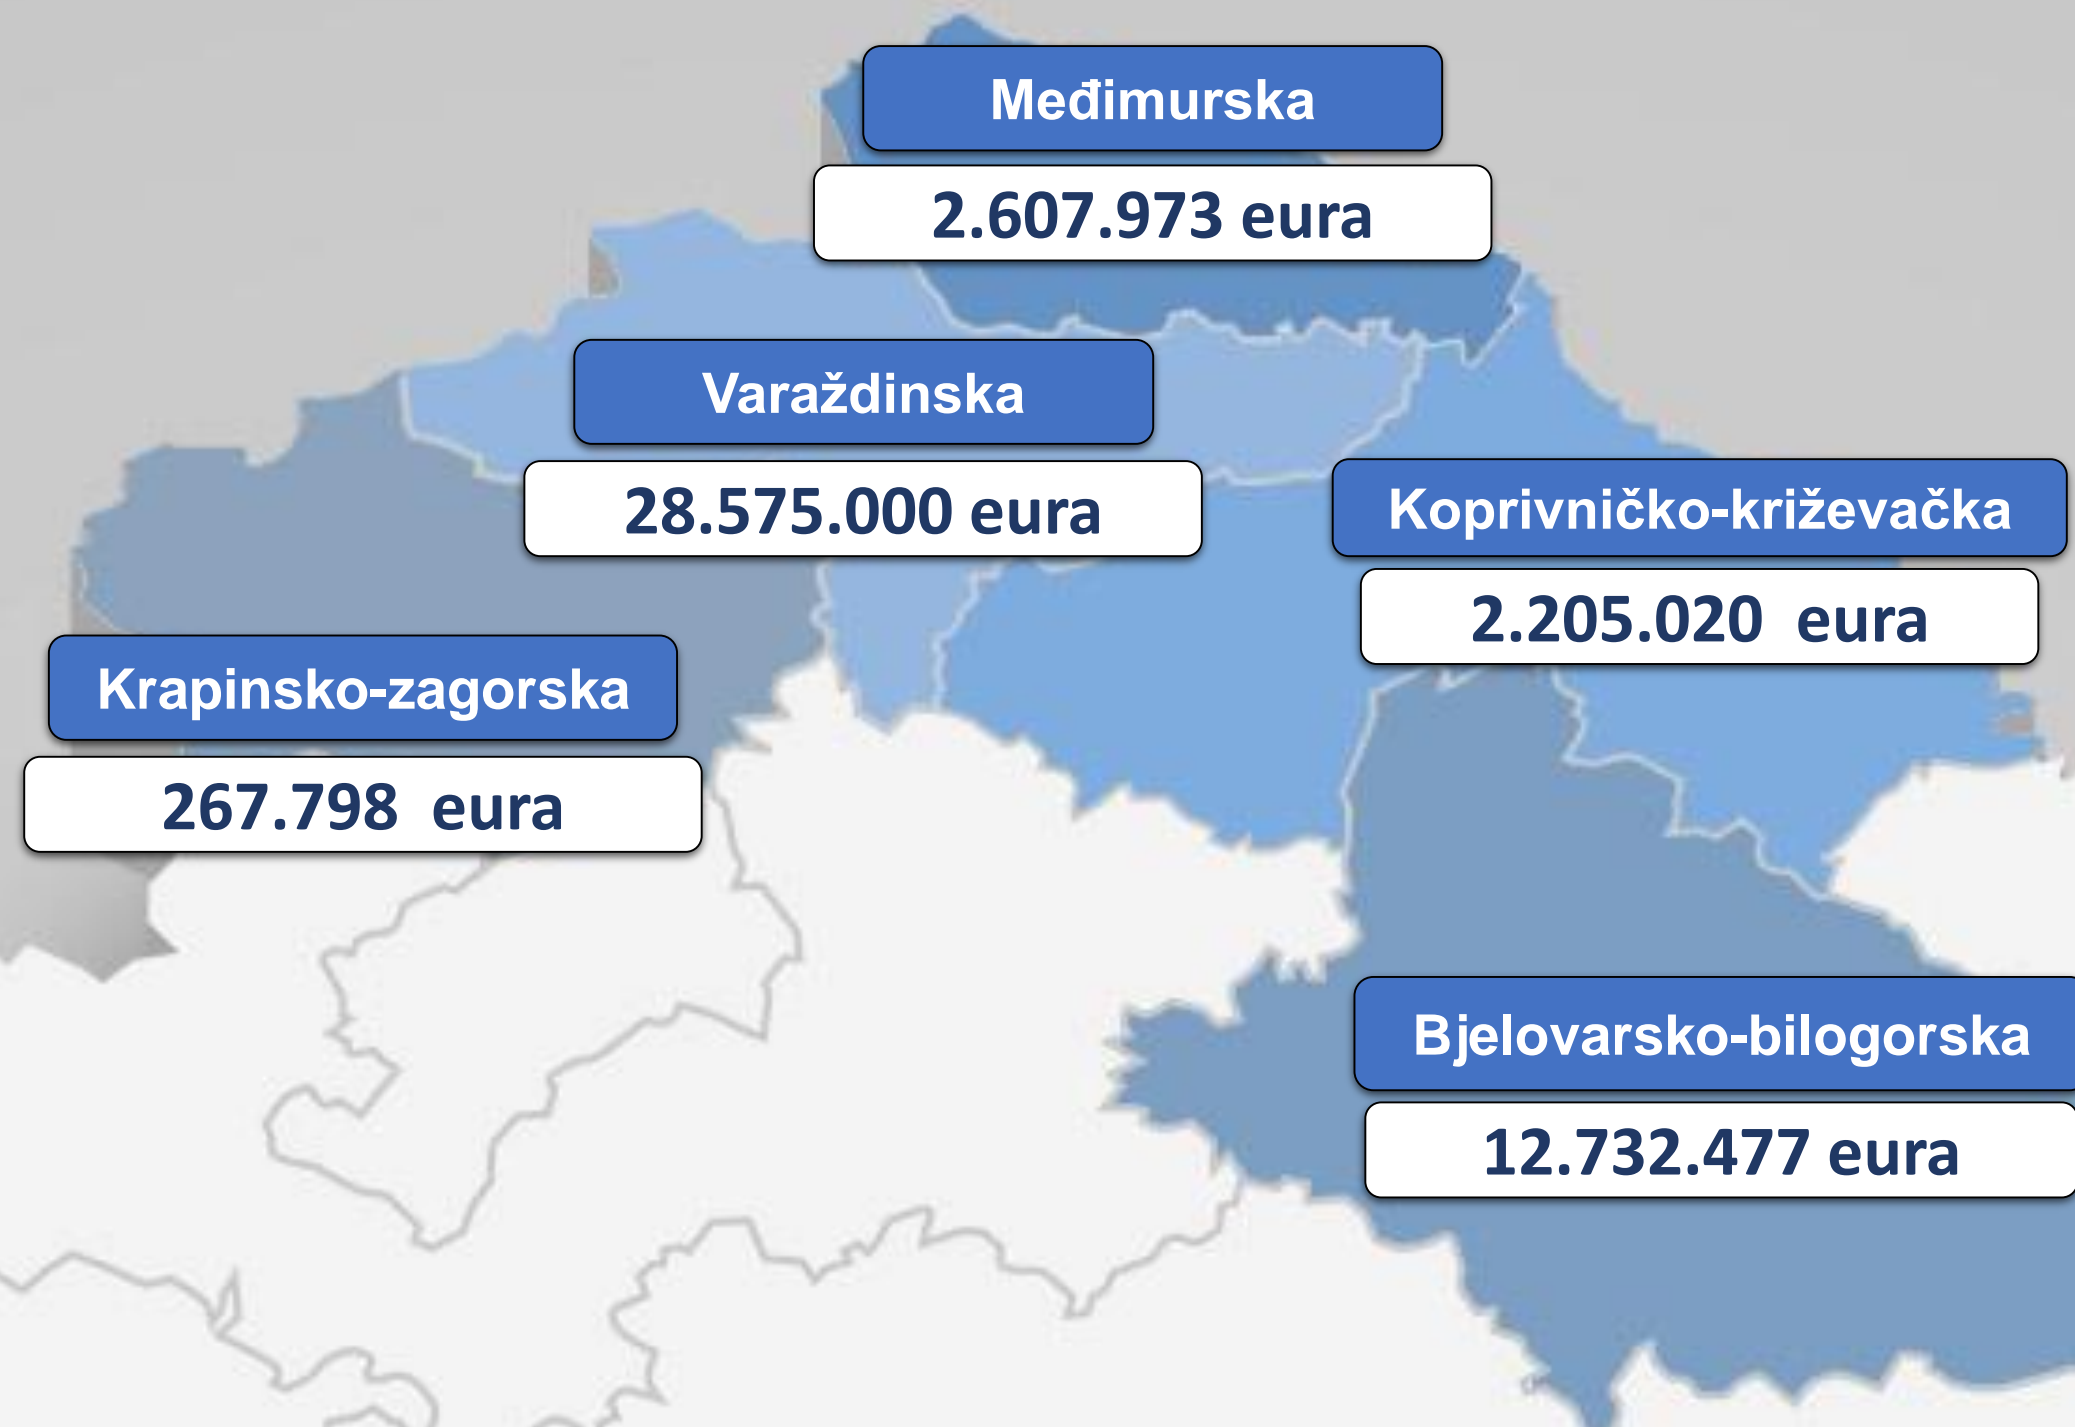 Međimurska
2.607.973 eura
Varaždinska
28.575.000 eura
Koprivničko-križevačka
2.205.020 eura
Krapinsko-zagorska
267.798 eura
Bjelovarsko-bilogorska
12.732.477 eura